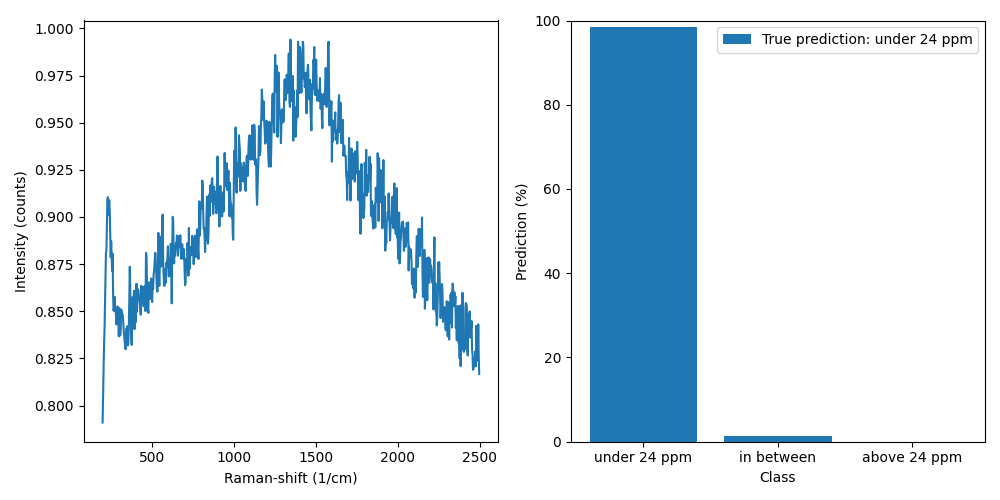 1.000
0.975
0.950
0.925
0.900
0.875
0.850
0.825
0.800
Intensity (counts)
500
1000
1500
2000
2500
Raman-shift (1/cm)
100
80
60
40
20
0
Prediction (%)
True prediction: under 24 ppm
under 24 ppm
in between
above 24 ppm
Class